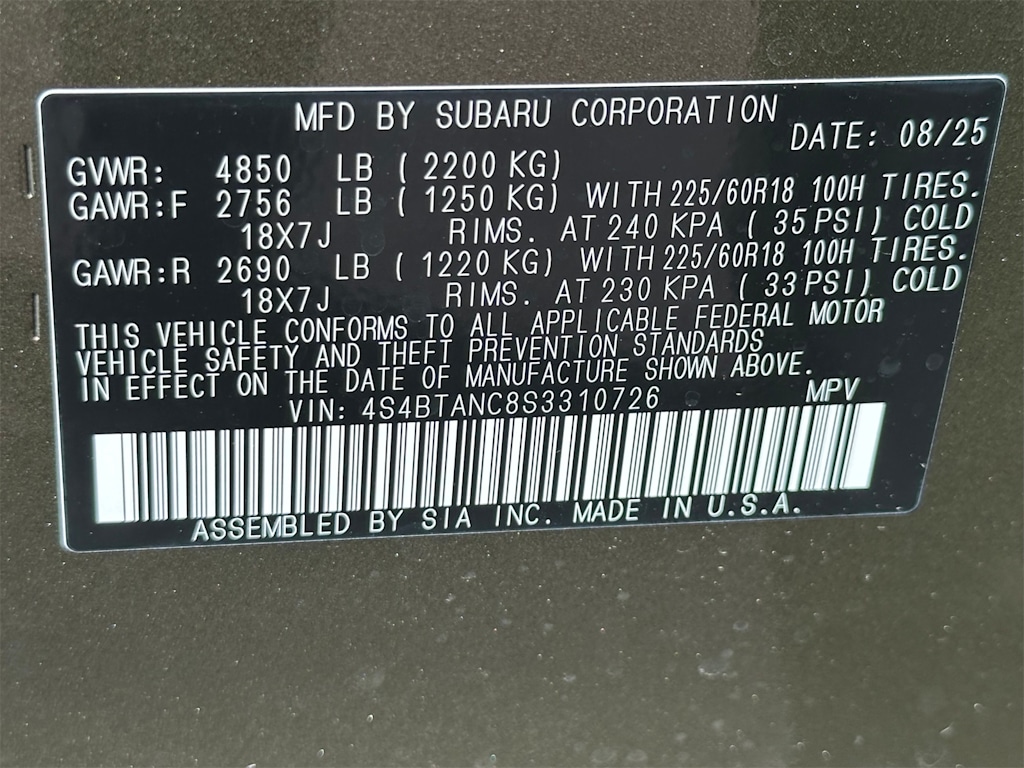 MFD BY SUBARU CORPORATION
DATE: 08/25
GVWR: 4850 LB ( 2200 KG)
GAWR:F 2756 LB ( 1250 KG) WITH 225/60R18 100H TIRES.
18X7J RIMS. AT 240 KPA ( 35 PSI) COLD
GAWR:R 2690 LB ( 1220 KG) WITH 225/60R18 100H TIRES.
18X7J RIMS. AT 230 KPA ( 33 PSI) COLD
THIS VEHICLE CONFORMS TO ALL APPLICABLE FEDERAL MOTOR
VEHICLE SAFETY AND THEFT PREVENTION STANDARDS
IN EFFECT ON THE DATE OF MANUFACTURE SHOWN ABOVE.
VIN: 4S4BTANC8S3310726 MPV
ASSEMBLED BY SIA INC. MADE IN U.S.A.